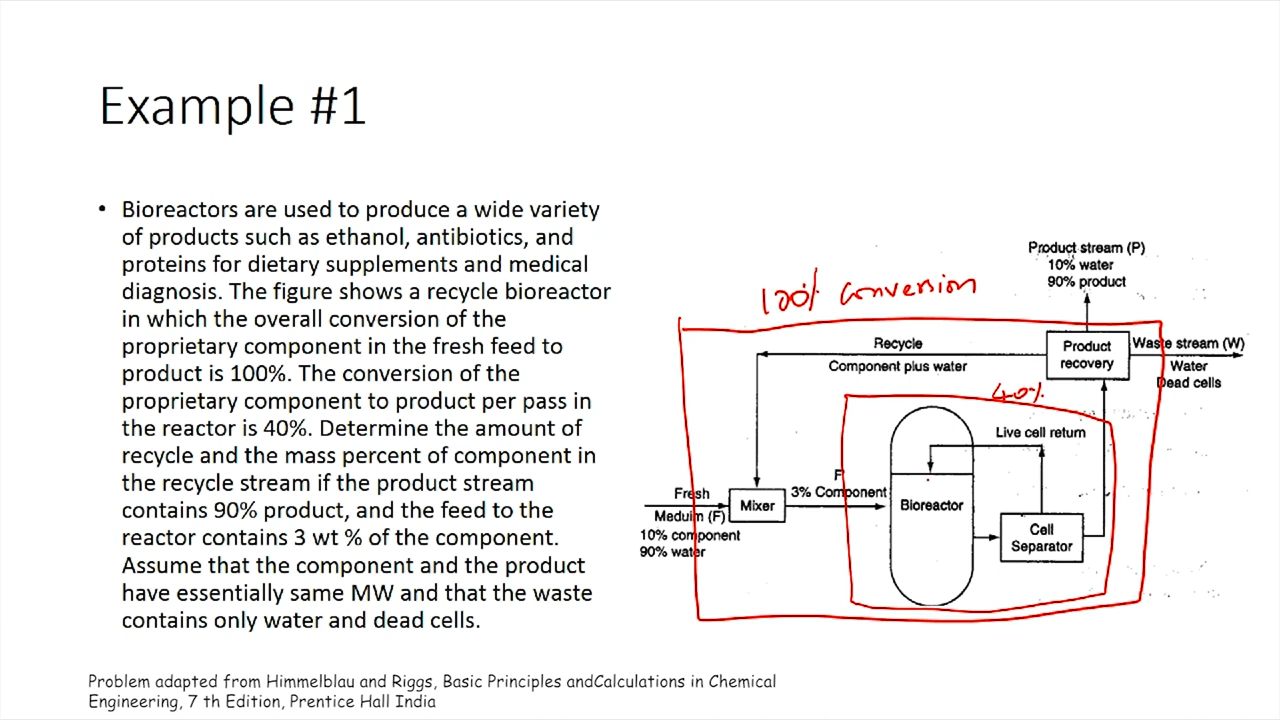 Example #1
• Bioreactors are used to produce a wide variety
of products such as ethanol, antibiotics, and
proteins for dietary supplements and medical
diagnosis. The figure shows a recycle bioreactor
in which the overall conversion of the
proprietary component in the fresh feed to
product is 100%. The conversion of the
proprietary component to product per pass in
the reactor is 40%. Determine the amount of
recycle and the mass percent of component in
the recycle stream if the product stream
contains 90% product, and the feed to the
reactor contains 3 wt % of the component.
Assume that the component and the product
have essentially same MW and that the waste
contains only water and dead cells.
Product stream (P)
10% water
90% product
100% conversion
Recycle
Component plus water
Product
recovery
Waste stream (W)
Water
Dead cells
40%
Live cell return
F
3% Component
Fresh
Meduim (F)
10% component
90% water
Mixer
Bioreactor
Cell
Separator
Problem adapted from Himmelblau and Riggs, Basic Principles andCalculations in Chemical
Engineering, 7 th Edition, Prentice Hall India